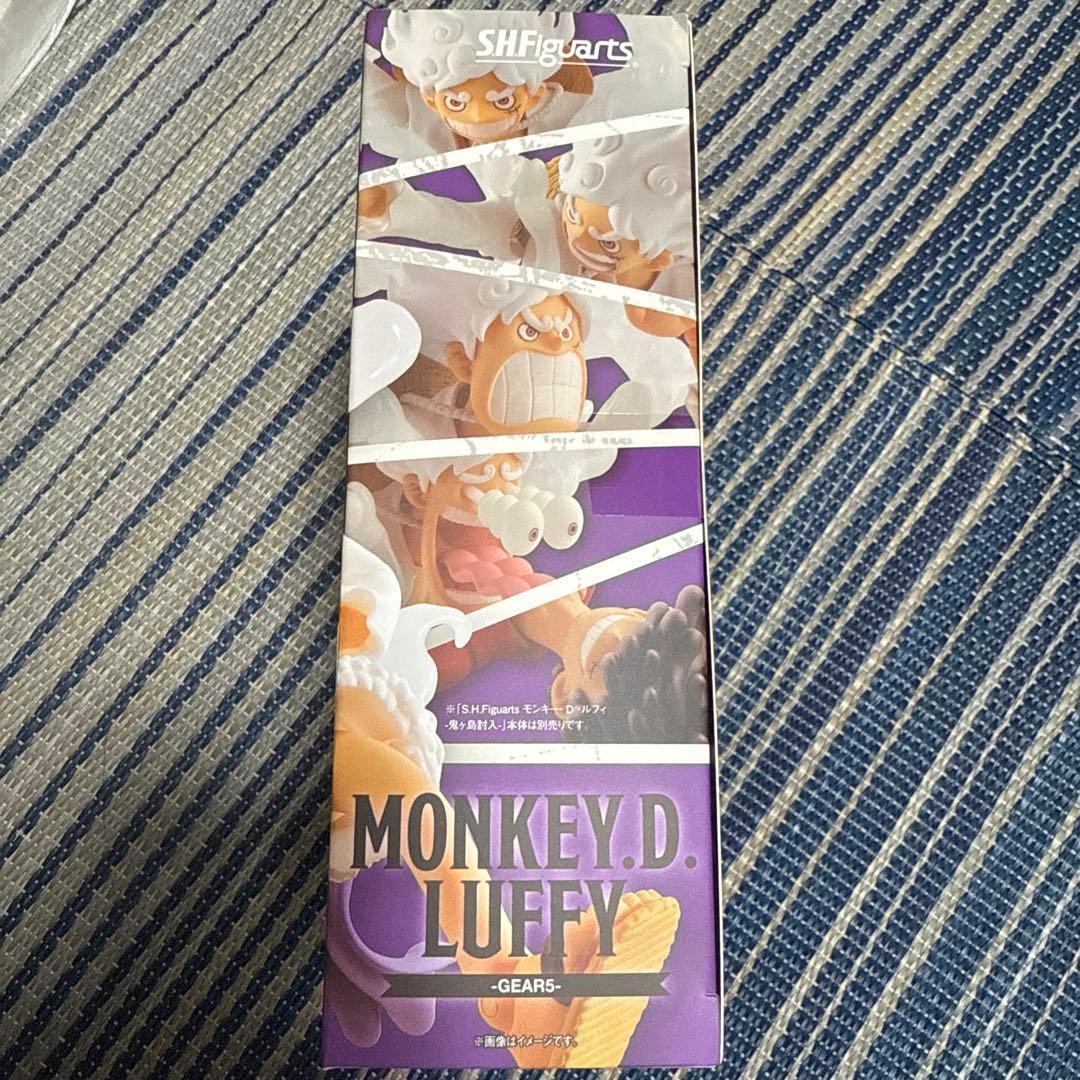 S.H.Figuarts
※「S.H.Figuarts モンキー・D・ルフィ
-鬼ヶ島討入-」本体は別売りです。
MONKEY.D.
LUFFY
-GEAR5-
※画像はイメージです。